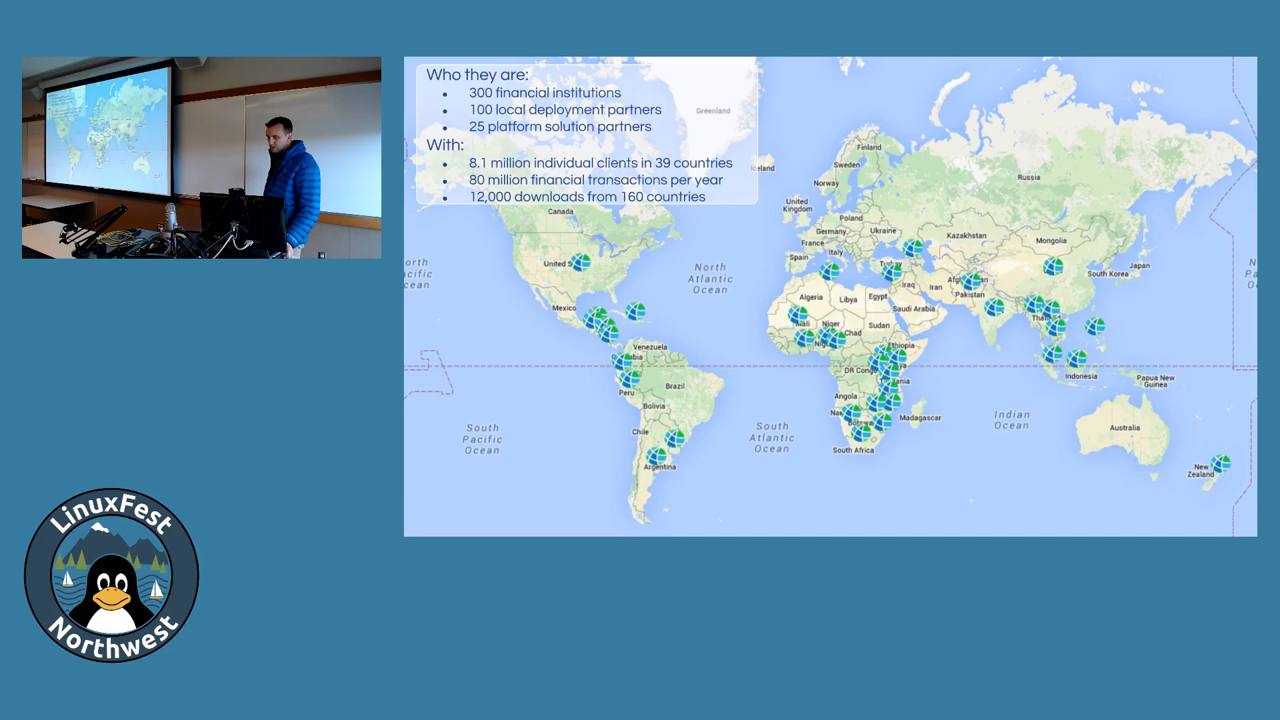 Who they are:
• 300 financial institutions
• 100 local deployment partners
• 25 platform solution partners
With:
• 8.1 million individual clients in 39 countries
• 80 million financial transactions per year
• 12,000 downloads from 160 countries
Greenland
Iceland
Finland
Sweden
Norway
Russia
United
Kingdom
Poland
Germany
Ukraine
France
Kazakhstan
Mongolia
Spain
Italy
Canada
United S
North
Atlantic
Ocean
orth
acific
cean
Iraq
Iran
Pakistan
South Korea
Japan
Mexico
Algeria
Libya
Egypt
Saudi Arabia
Mali
Niger
Chad
Sudan
Ethiopia
Venezuela
Peru
Brazil
Bolivia
Chile
Argentina
DR Congo
Angola
Madagascar
South Africa
Indonesia
Papua New
Guinea
Australia
New
Zealand
South
Pacific
Ocean
South
Atlantic
Ocean
Indian
Ocean
LinuxFest
Northwest